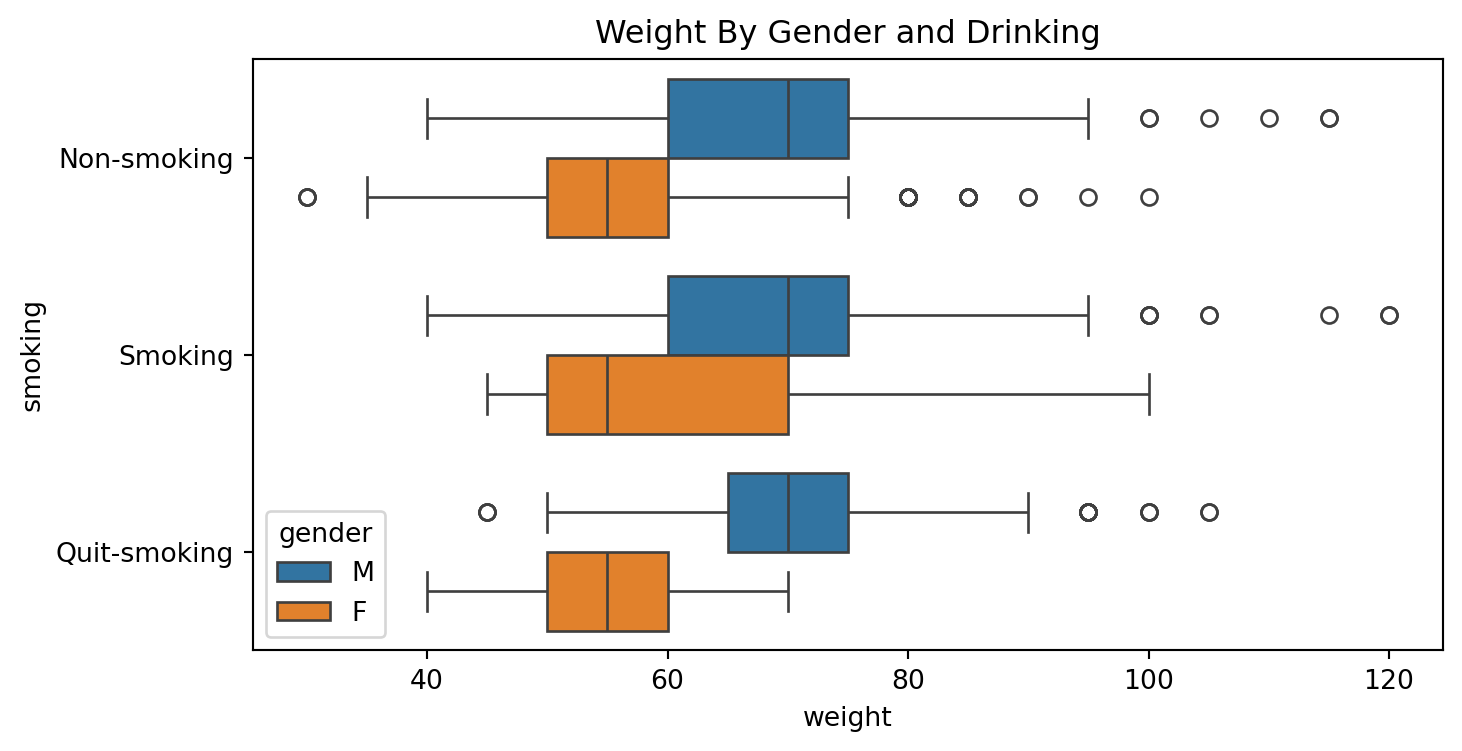 Weight By Gender and Drinking
Non-smoking
Smoking
Quit-smoking
smoking
gender
M
F
40 60 80 100 120
weight